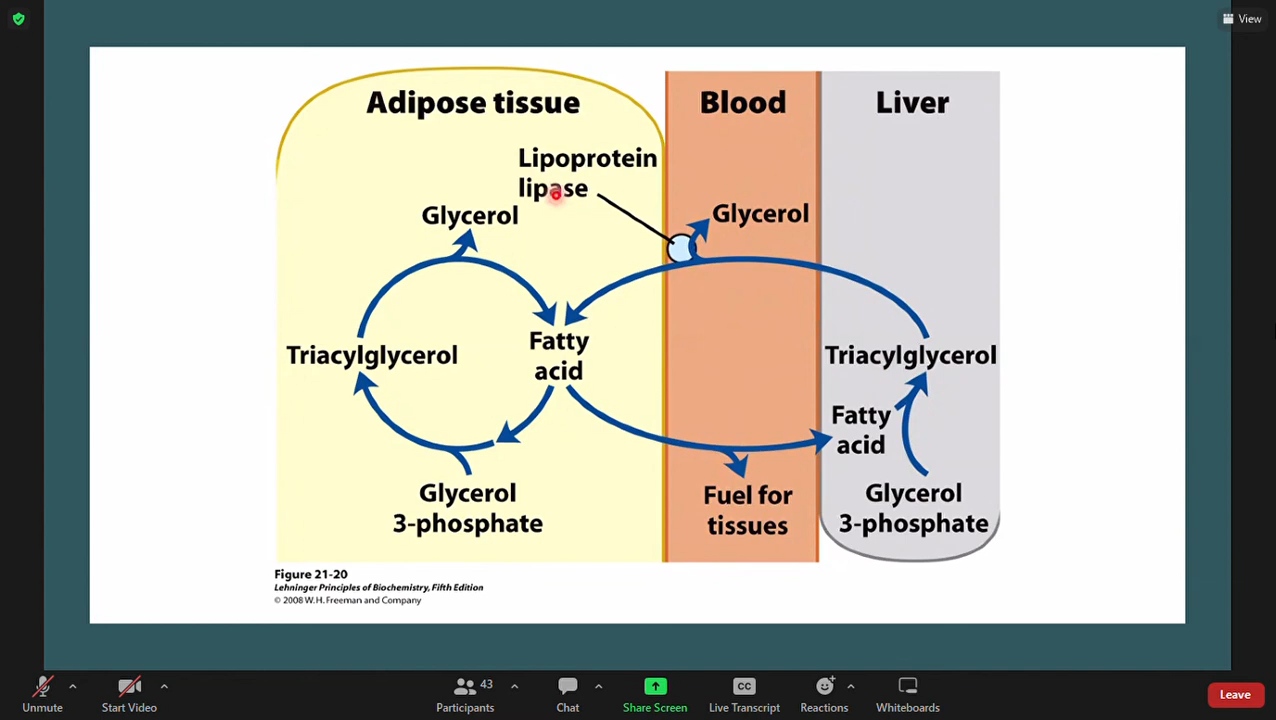 View
Adipose tissue
Blood
Liver
Lipoprotein
lipase
Glycerol
Glycerol
Triacylglycerol
Fatty
acid
Triacylglycerol
Fatty
acid
Glycerol
3-phosphate
Fuel for
tissues
Glycerol
3-phosphate
Figure 21-20
Lehninger Principles of Biochemistry, Fifth Edition
© 2008 W.H. Freeman and Company
43
CC
Unmute
Start Video
Participants
Chat
Share Screen
Live Transcript
Reactions
Whiteboards
Leave